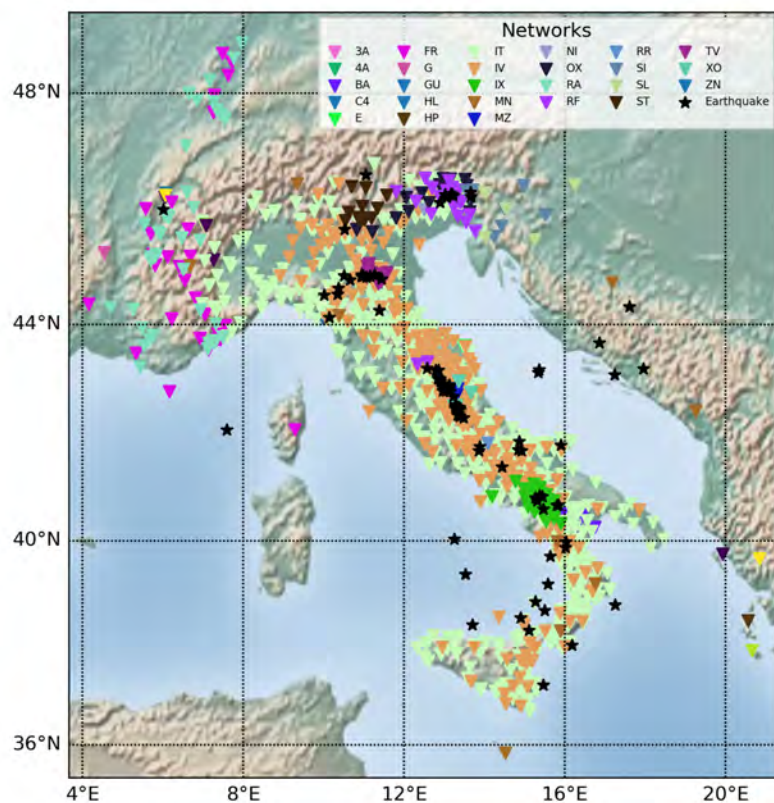 Networks
3A FR IT NI RR TV
4A G IV OX SI XO
BA GU IX RA SL ZN
C4 HL MN RF ST Earthquake
E HP MZ
48°N
44°N
40°N
36°N
4°E 8°E 12°E 16°E 20°E